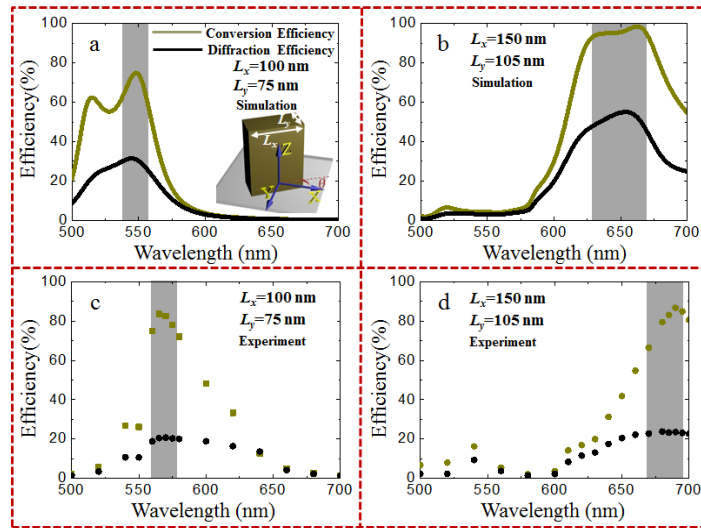 a
Conversion Efficiency
Diffraction Efficiency
Lx=100 nm
Ly=75 nm
Simulation
Ly
Lx
Z
Y
X
θ
Efficiency(%)
100
80
60
40
20
0
500 550 600 650 700
Wavelength (nm)
b
Lx=150 nm
Ly=105 nm
Simulation
Efficiency(%)
100
80
60
40
20
0
500 550 600 650 700
Wavelength (nm)
c
Lx=100 nm
Ly=75 nm
Experiment
Efficiency(%)
100
80
60
40
20
0
500 550 600 650 700
Wavelength (nm)
d
Lx=150 nm
Ly=105 nm
Experiment
Efficiency(%)
100
80
60
40
20
0
500 550 600 650 700
Wavelength (nm)